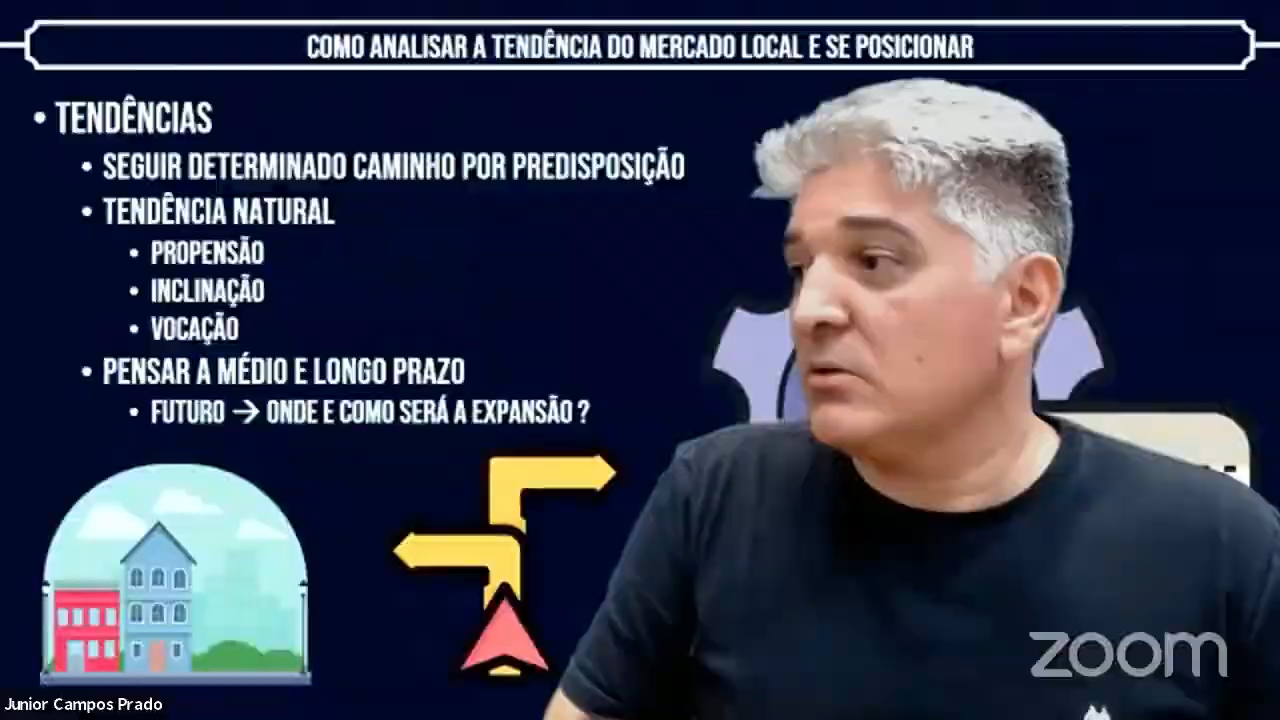 COMO ANALISAR A TENDÊNCIA DO MERCADO LOCAL E SE POSICIONAR
• TENDÊNCIAS
• SEGUIR DETERMINADO CAMINHO POR PREDISPOSIÇÃO
• TENDÊNCIA NATURAL
• PROPENSÃO
• INCLINAÇÃO
• VOCAÇÃO
• PENSAR A MÉDIO E LONGO PRAZO
• FUTURO → ONDE E COMO SERÁ A EXPANSÃO ?
zoom
Junior Campos Prado